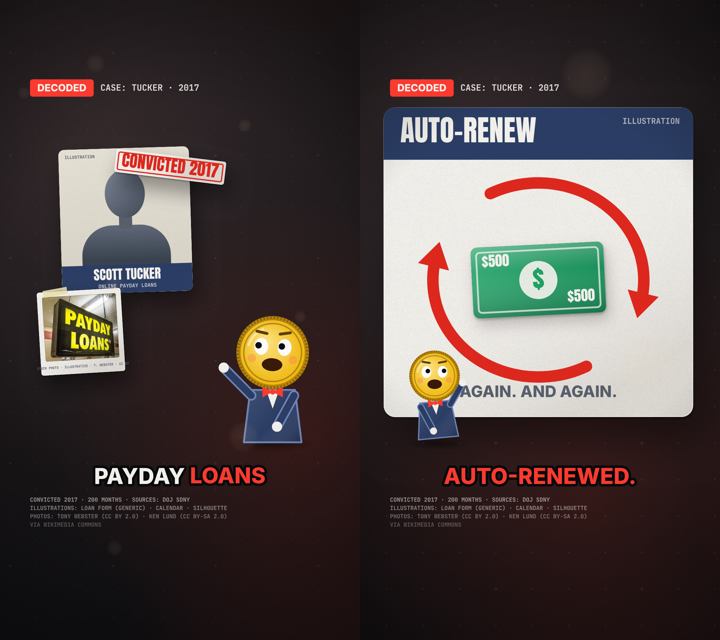 DECODED CASE: TUCKER · 2017
ILLUSTRATION
CONVICTED 2017
SCOTT TUCKER
ONLINE PAYDAY LOANS
PAYDAY
LOANS
PAYDAY LOANS
CONVICTED 2017 · 200 MONTHS · SOURCES: DOJ SDNY
ILLUSTRATIONS: LOAN FORM (GENERIC) · CALENDAR · SILHOUETTE
PHOTOS: TONY WEBSTER (CC BY 2.0) · KEN LUND (CC BY-SA 2.0)
VIA WIKIMEDIA COMMONS
DECODED CASE: TUCKER · 2017
AUTO-RENEW
ILLUSTRATION
$500
$
$500
AGAIN. AND AGAIN.
AUTO-RENEWED.
CONVICTED 2017 · 200 MONTHS · SOURCES: DOJ SDNY
ILLUSTRATIONS: LOAN FORM (GENERIC) · CALENDAR · SILHOUETTE
PHOTOS: TONY WEBSTER (CC BY 2.0) · KEN LUND (CC BY-SA 2.0)
VIA WIKIMEDIA COMMONS